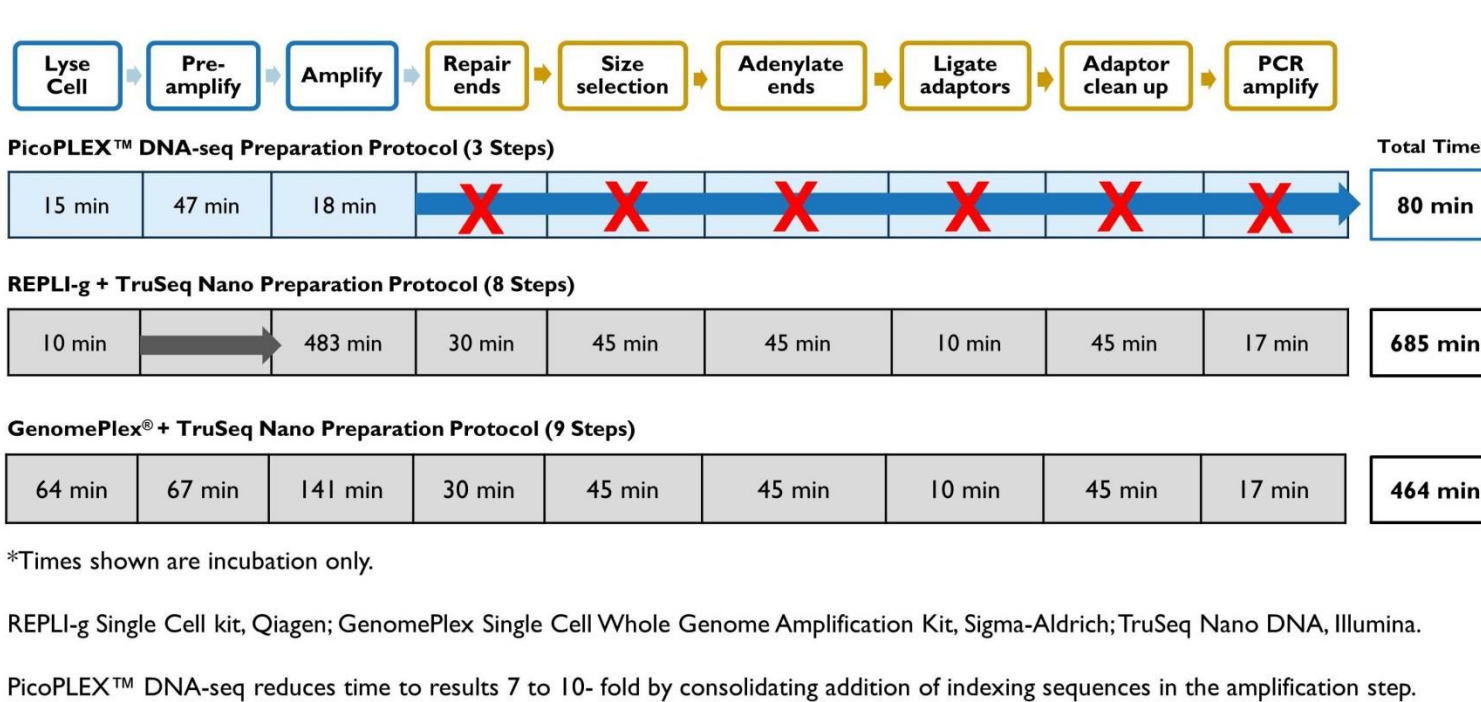 Lyse Cell
Pre-amplify
Amplify
Repair ends
Size selection
Adenylate ends
Ligate adaptors
Adaptor clean up
PCR amplify
PicoPLEX™ DNA-seq Preparation Protocol (3 Steps)
Total Time
15 min 47 min 18 min X X X X X X 80 min
REPLI-g + TruSeq Nano Preparation Protocol (8 Steps)
10 min 483 min 30 min 45 min 45 min 10 min 45 min 17 min 685 min
GenomePlex® + TruSeq Nano Preparation Protocol (9 Steps)
64 min 67 min 141 min 30 min 45 min 45 min 10 min 45 min 17 min 464 min
*Times shown are incubation only.
REPLI-g Single Cell kit, Qiagen; GenomePlex Single Cell Whole Genome Amplification Kit, Sigma-Aldrich; TruSeq Nano DNA, Illumina.
PicoPLEX™ DNA-seq reduces time to results 7 to 10- fold by consolidating addition of indexing sequences in the amplification step.